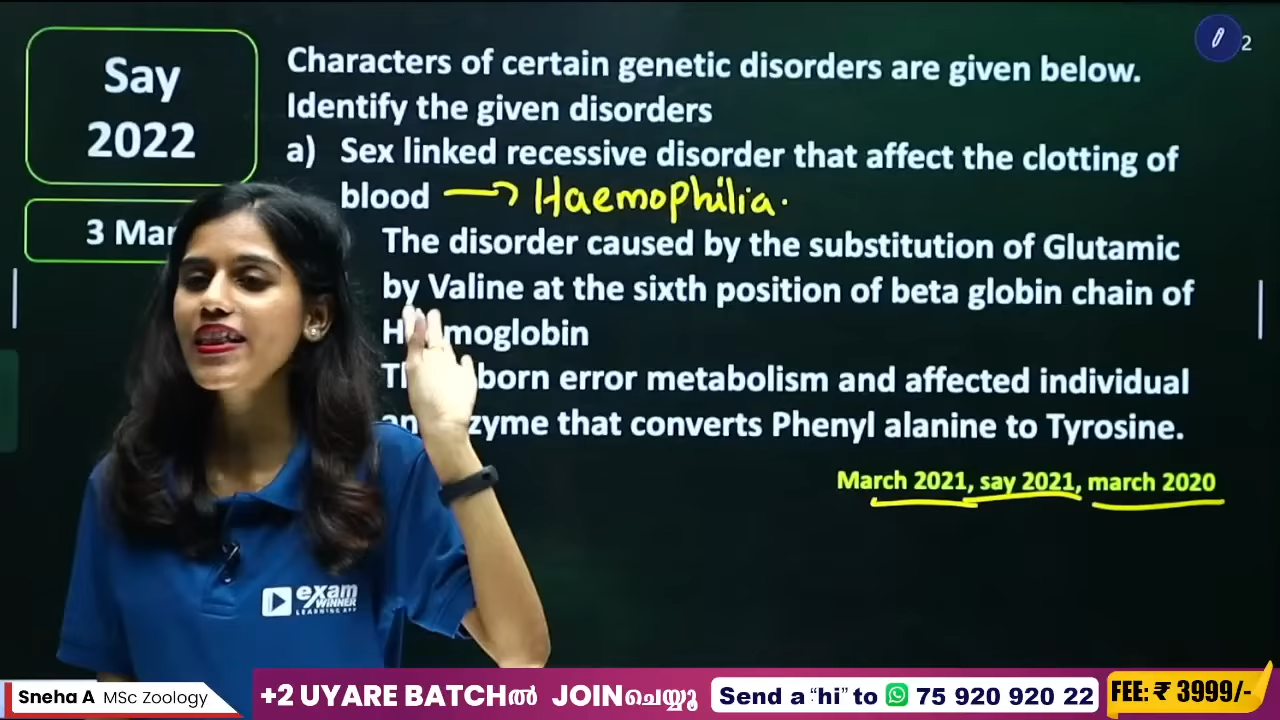 Say
2022
3 Mar
2
Characters of certain genetic disorders are given below.
Identify the given disorders
a) Sex linked recessive disorder that affect the clotting of
blood → Haemophilia.
The disorder caused by the substitution of Glutamic
by Valine at the sixth position of beta globin chain of
moglobin
born error metabolism and affected individual
zyme that converts Phenyl alanine to Tyrosine.
March 2021, say 2021, march 2020
exam
WINNER
LEARNING APP
Sneha A MSc Zoology
+2 UYARE BATCHൽ JOINചെയ്യൂ
Send a “hi” to 75 920 920 22
FEE: ₹ 3999/-